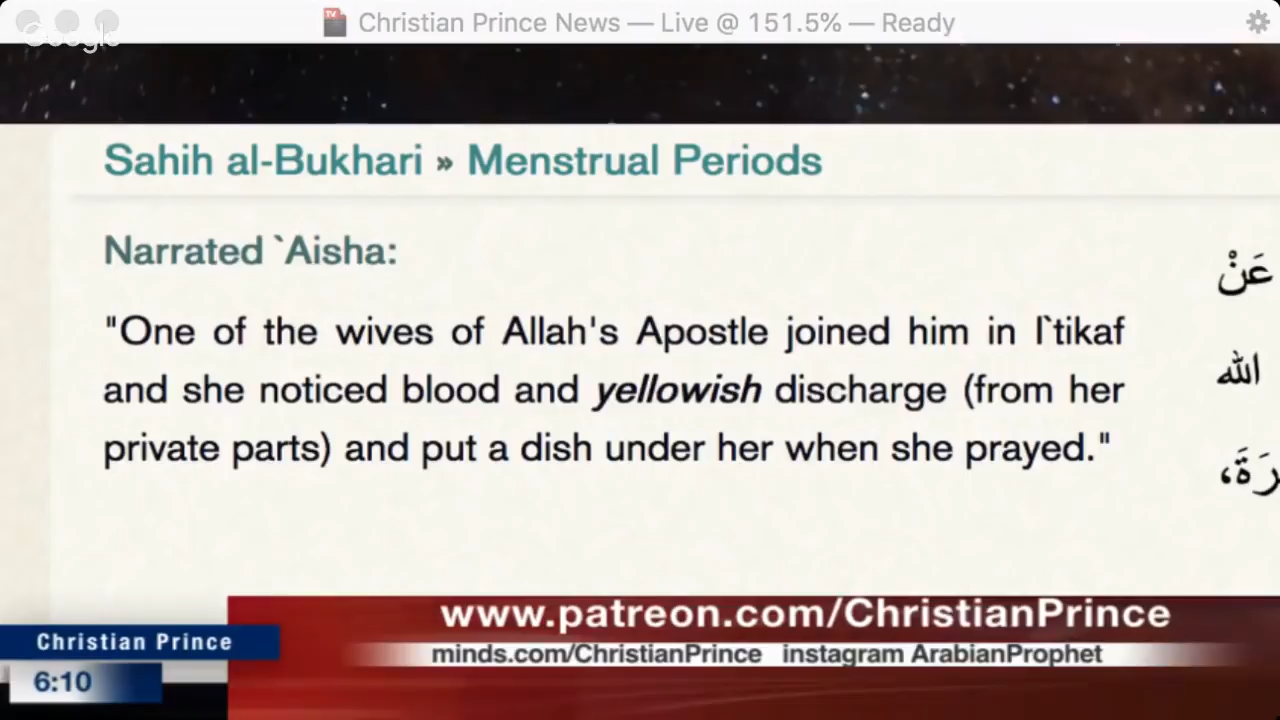 Christian Prince News — Live @ 151.5% — Ready
Google
Sahih al-Bukhari » Menstrual Periods
Narrated `Aisha:
عَنْ
"One of the wives of Allah's Apostle joined him in I`tikaf
and she noticed blood and yellowish discharge (from her
الله
private parts) and put a dish under her when she prayed."
www.patreon.com/ChristianPrince
Christian Prince
minds.com/ChristianPrince instagram ArabianProphet
6:10